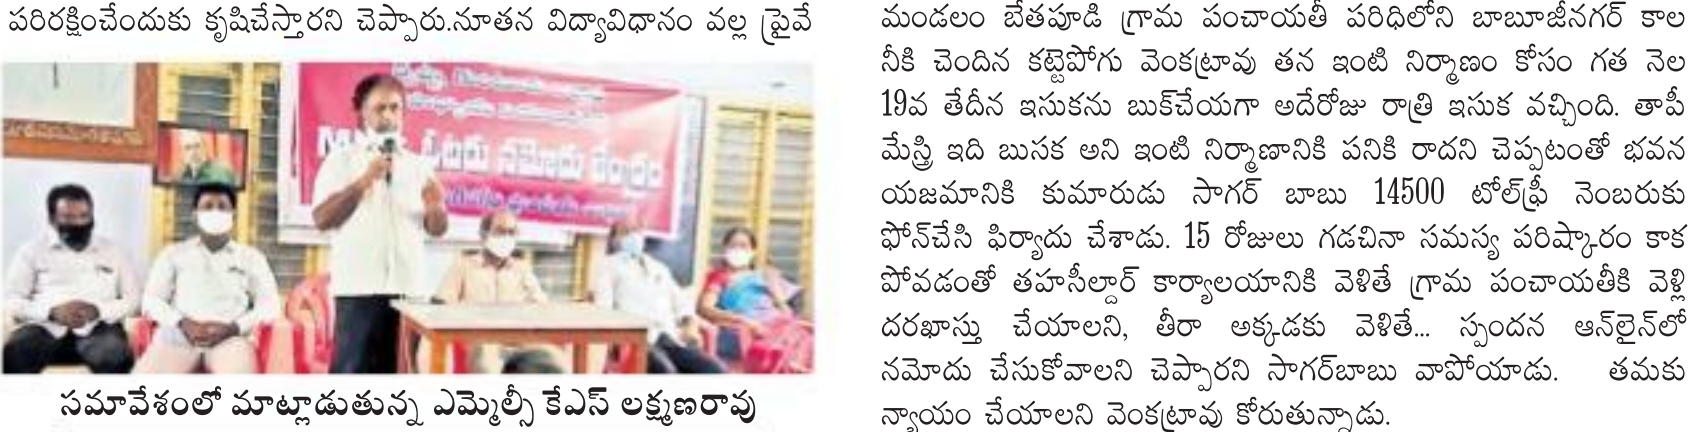 పరిరక్షించేందుకు కృషిచేస్తారని చెప్పారు.నూతన విద్యావిధానం వల్ల ప్రైవే
సమావేశంలో మాట్లాడుతున్న ఎమ్మెల్సీ కేఎస్ లక్ష్మణరావు
మండలం బేతపూడి గ్రామ పంచాయతీ పరిధిలోని బాబూజీనగర్ కాల
నీకి చెందిన కట్టెపోగు వెంకట్రావు తన ఇంటి నిర్మాణం కోసం గత నెల
19వ తేదీన ఇసుకను బుక్‌చేయగా అదేరోజు రాత్రి ఇసుక వచ్చింది. తాపీ
మేస్త్రి ఇది బుసక అని ఇంటి నిర్మాణానికి పనికి రాదని చెప్పటంతో భవన
యజమానికి కుమారుడు సాగర్ బాబు 14500 టోల్‌ఫ్రీ నెంబరుకు
ఫోన్‌చేసి ఫిర్యాదు చేశాడు. 15 రోజులు గడచినా సమస్య పరిష్కారం కాక
పోవడంతో తహసీల్దార్ కార్యాలయానికి వెళితే గ్రామ పంచాయతీకి వెళ్లి
దరఖాస్తు చేయాలని, తీరా అక్కడకు వెళితే... స్పందన ఆన్‌లైన్‌లో
నమోదు చేసుకోవాలని చెప్పారని సాగర్‌బాబు వాపోయాడు. తమకు
న్యాయం చేయాలని వెంకట్రావు కోరుతున్నాడు.